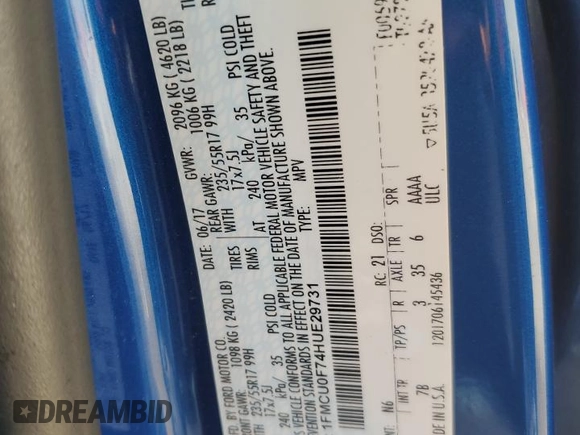 MFD. BY FORD MOTOR CO.
DATE: 06/17 GVWR: 2096 KG ( 4620 LB)
FRONT GAWR: 1098 KG ( 2420 LB) REAR GAWR: 1006 KG ( 2218 LB)
235/55R17 99H TIRES WITH 235/55R17 99H
17x7.5J RIMS 17x7.5J
240 kPa/ 35 PSI COLD AT 240 kPa/ 35 PSI COLD
VEHICLE CONFORMS TO ALL APPLICABLE FEDERAL MOTOR VEHICLE SAFETY AND THEFT
PREVENTION STANDARDS IN EFFECT ON THE DATE OF MANUFACTURE SHOWN ABOVE.
1FMCU0F74HUE29731 TYPE: MPV
N6 RC: 21 DSO:
INT TP TP/PS R AXLE TR SPR
7B 3 35 6 AAAA
ULC
MADE IN U.S.A. 1201706145436
DREAMBID
DREAMBID.COM